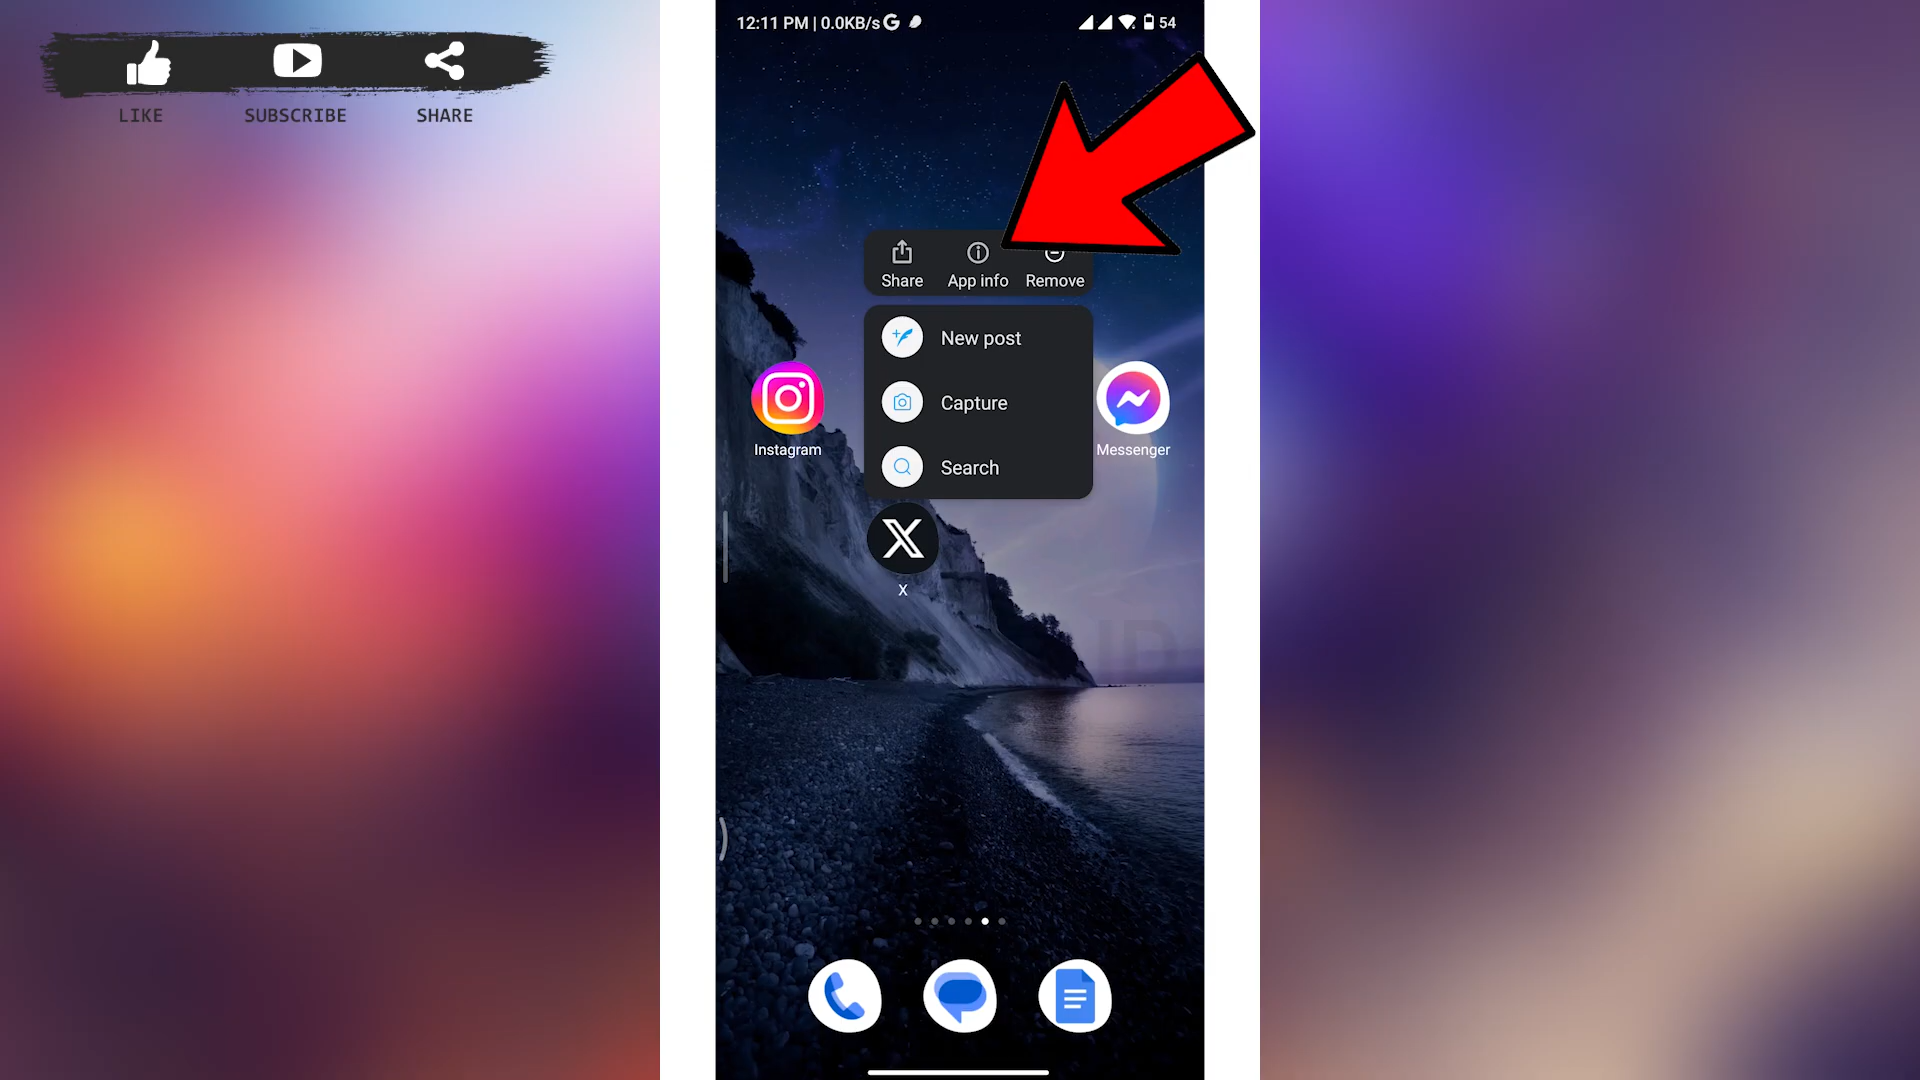 LIKE SUBSCRIBE SHARE
12:11 PM | 0.0KB/s G 54
Share App info Remove
New post
Capture
Search
Instagram
Messenger
X